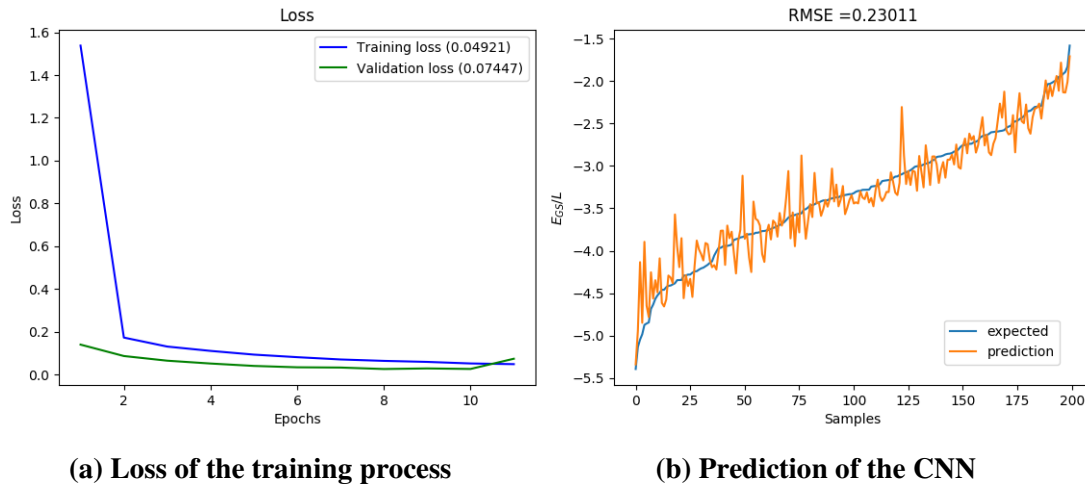 Loss
1.6
1.4
1.2
1.0
0.8
0.6
0.4
0.2
0.0
Loss
Training loss (0.04921)
Validation loss (0.07447)
2 4 6 8 10
Epochs
RMSE =0.23011
−1.5
−2.0
−2.5
−3.0
−3.5
−4.0
−4.5
−5.0
−5.5
E_{GS}/L
expected
prediction
0 25 50 75 100 125 150 175 200
Samples
(a) Loss of the training process
(b) Prediction of the CNN